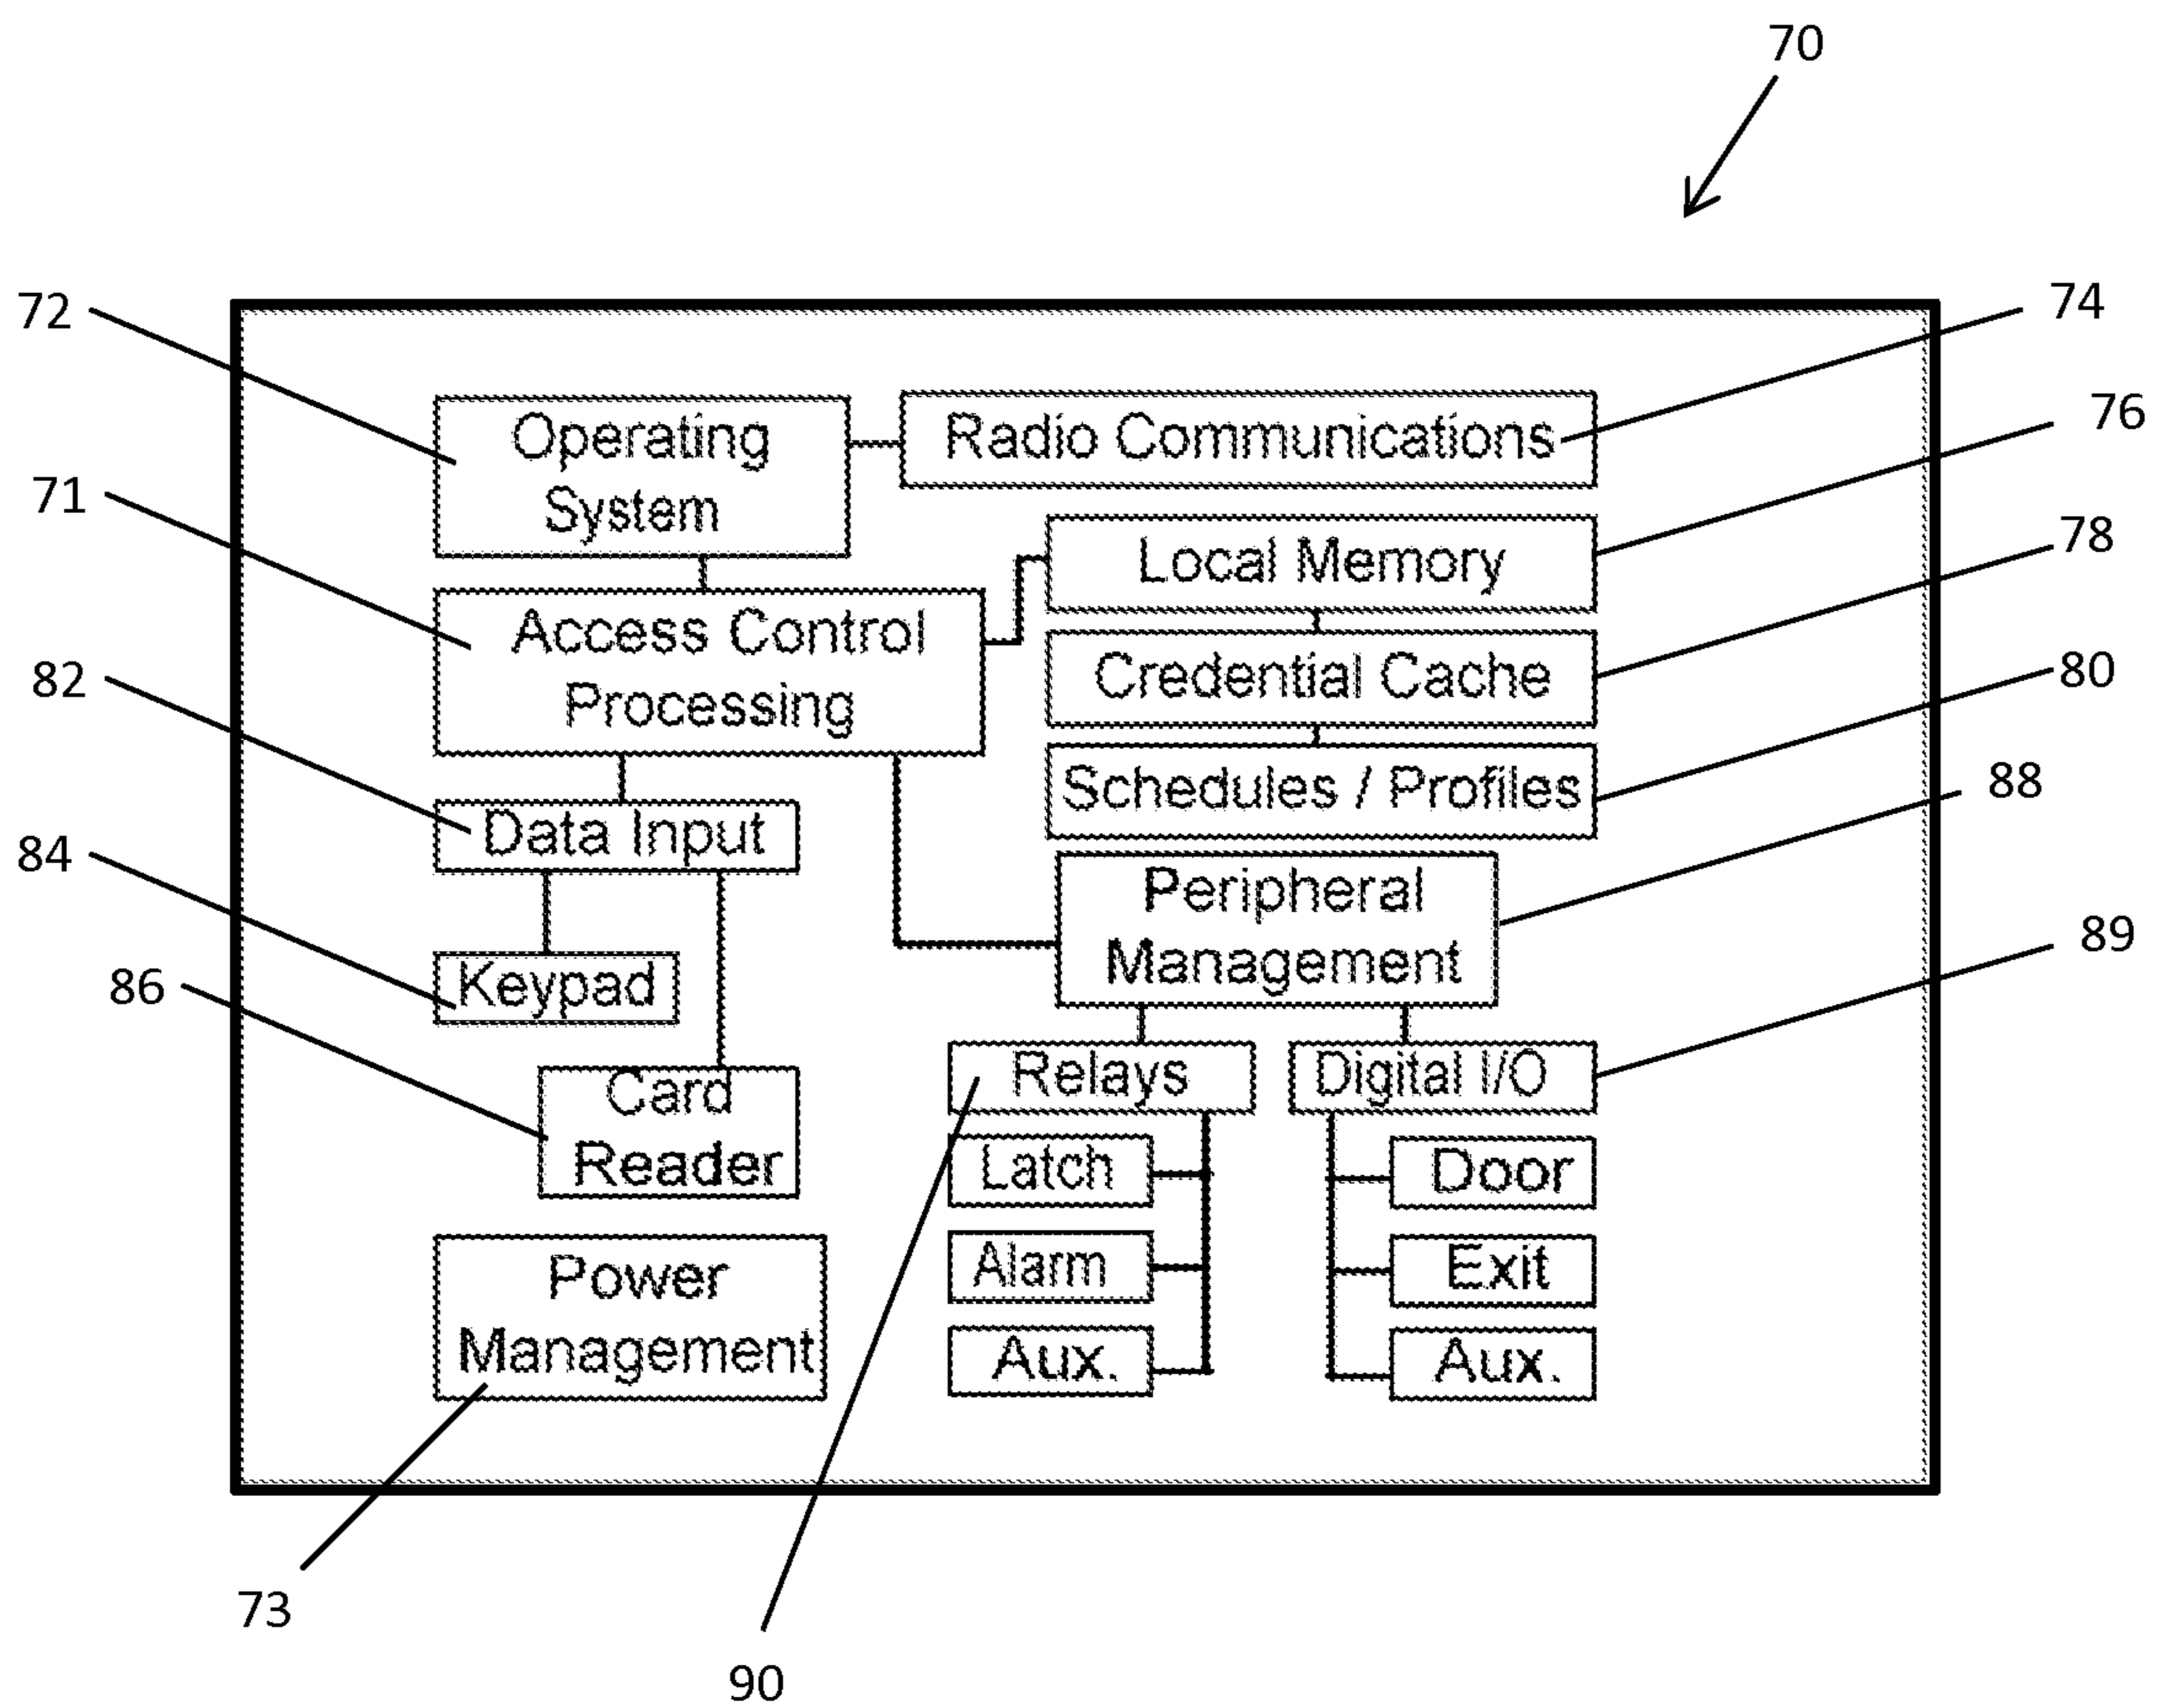 70
72
74
Operating
System
Radio Communications
76
71
Local Memory
78
Access Control
Processing
Credential Cache
82
80
Schedules / Profiles
88
Data Input
84
Peripheral
Management
89
Keypad
86
Relays
Digital I/O
Card
Reader
Latch
Door
Power
Management
Alarm
Exit
Aux.
Aux.
73
90